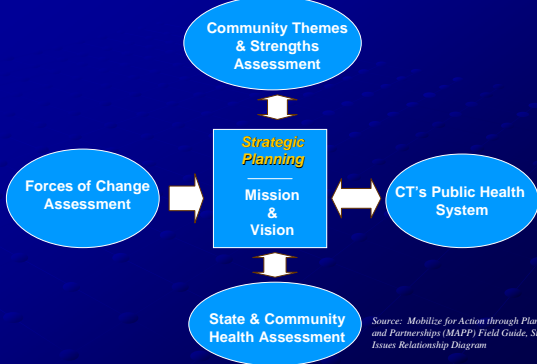 Community Themes
& Strengths
Assessment
Strategic
Planning
Mission
&
Vision
Forces of Change
Assessment
CT's Public Health
System
State & Community
Health Assessment
Source: Mobilize for Action through
and Partnerships (MAPP) Field Guide,
Issues Relationship Diagram